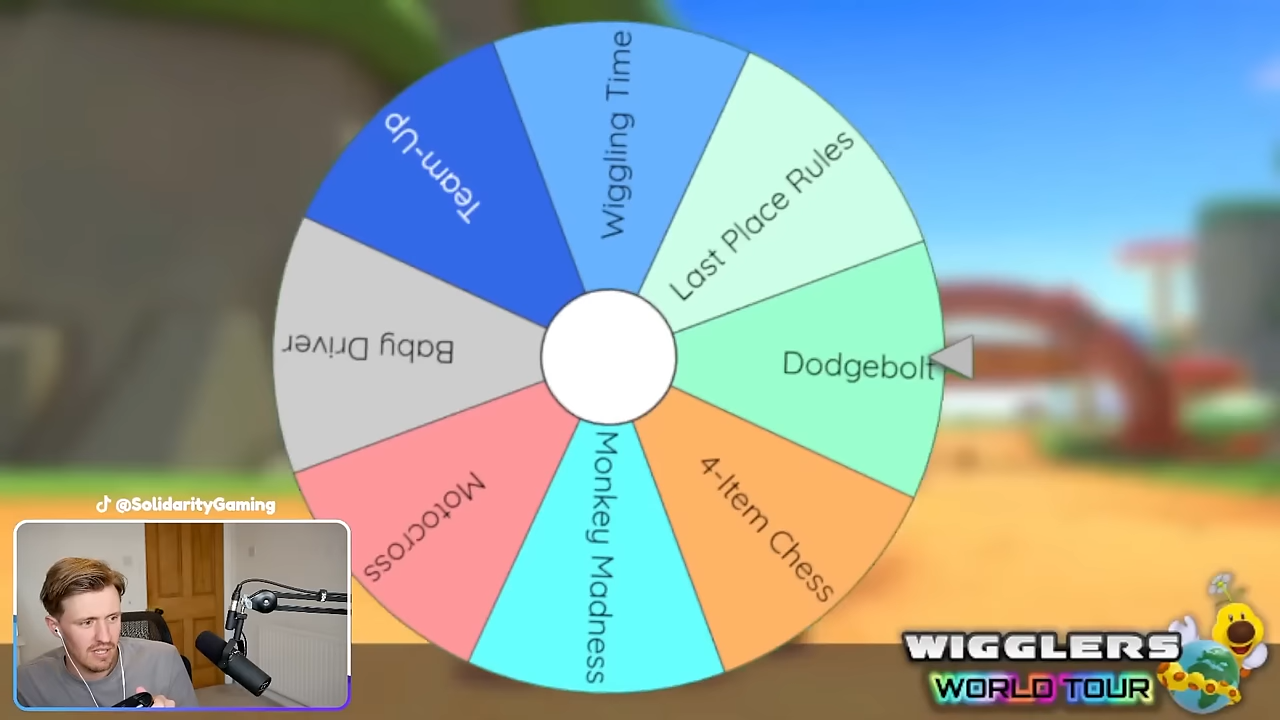 Wiggling Time
Last Place Rules
Dodgebolt
4-Item Chess
Monkey Madness
Motocross
Baby Driver
Team-Up
@SolidarityGaming
WIGGLERS
WORLD TOUR